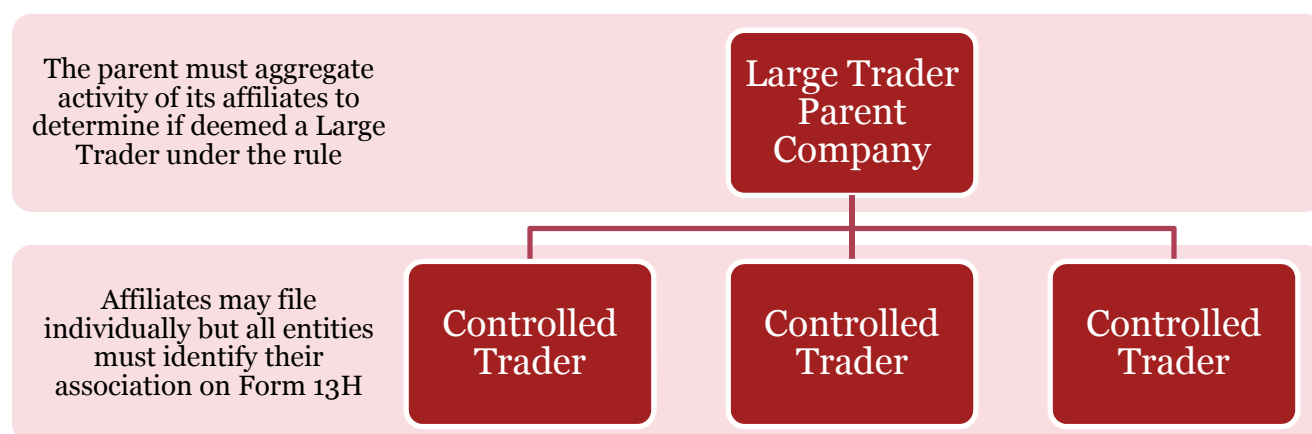 The parent must aggregate
activity of its affiliates to
determine if deemed a Large
Trader under the rule
Large Trader
Parent
Company
Affiliates may file
individually but all entities
must identify their
association on Form 13H
Controlled
Trader
Controlled
Trader
Controlled
Trader